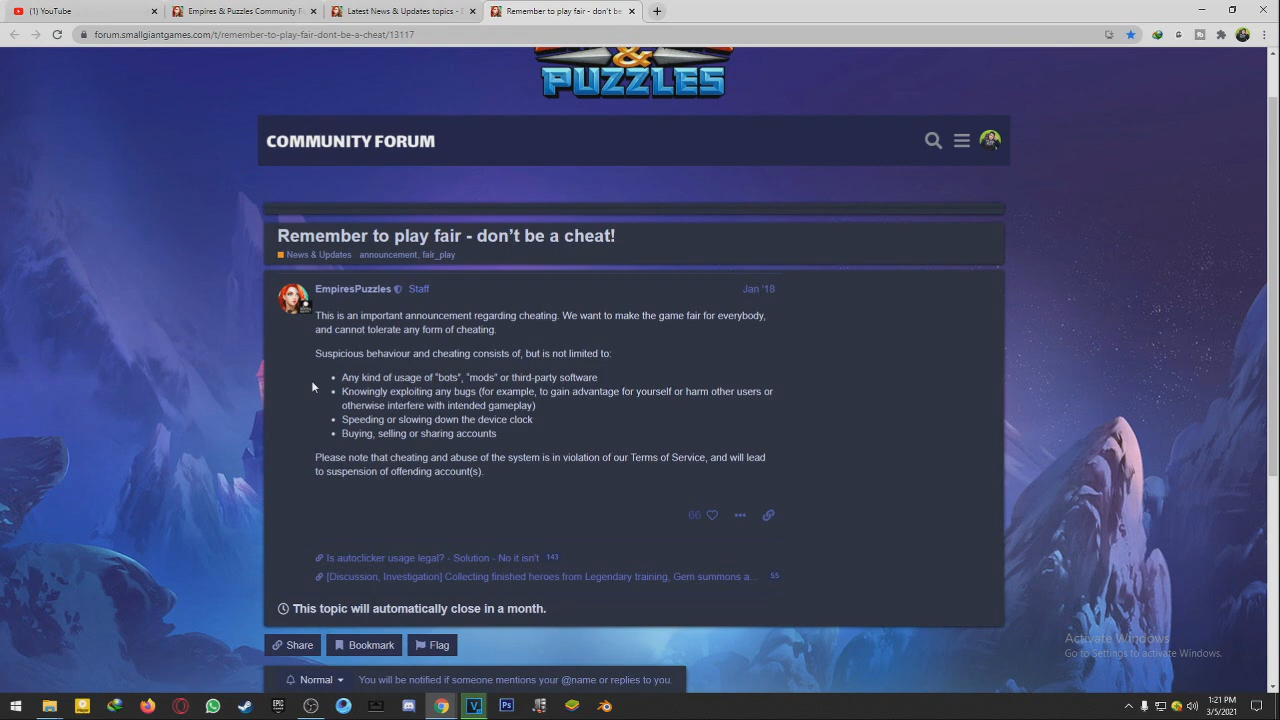 (1) YouTube
Empires & Puzzles Community Fo
Latest News & Updates topics - E
Remember to play fair - don't be
forum.smallgiantgames.com/t/remember-to-play-fair-dont-be-a-cheat/13117
& PUZZLES
COMMUNITY FORUM
Remember to play fair - don't be a cheat!
News & Updates announcement, fair_play
EmpiresPuzzles Staff Jan '18
This is an important announcement regarding cheating. We want to make the game fair for everybody,
and cannot tolerate any form of cheating.
Suspicious behaviour and cheating consists of, but is not limited to:
• Any kind of usage of "bots", "mods" or third-party software
• Knowingly exploiting any bugs (for example, to gain advantage for yourself or harm other users or
otherwise interfere with intended gameplay)
• Speeding or slowing down the device clock
• Buying, selling or sharing accounts
Please note that cheating and abuse of the system is in violation of our Terms of Service, and will lead
to suspension of offending account(s).
66
Is autoclicker usage legal? - Solution - No it isn't 143
[Discussion, Investigation] Collecting finished heroes from Legendary training, Gem summons a... 55
This topic will automatically close in a month.
Share Bookmark Flag
Normal You will be notified if someone mentions your @name or replies to you.
Activate Windows
Go to Settings to activate Windows.
1:21 PM
3/5/2021